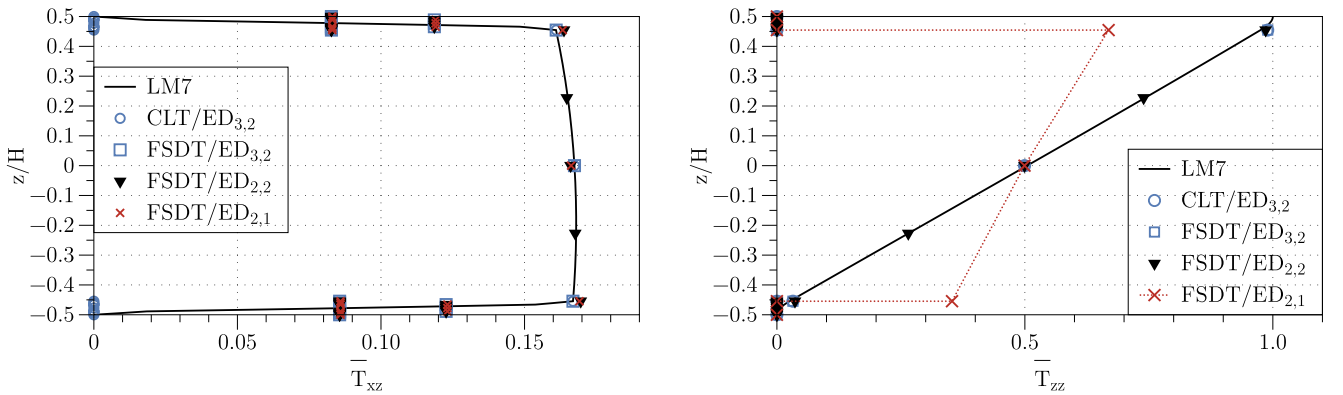 0.5
0.4
0.3
0.2
0.1
0
−0.1
−0.2
−0.3
−0.4
−0.5
z/H
LM7
CLT/ED3,2
FSDT/ED3,2
FSDT/ED2,2
FSDT/ED2,1
0 0.05 0.10 0.15
T̅xz
0.5
0.4
0.3
0.2
0.1
0
−0.1
−0.2
−0.3
−0.4
−0.5
z/H
LM7
CLT/ED3,2
FSDT/ED3,2
FSDT/ED2,2
FSDT/ED2,1
0 0.5 1.0
T̅zz